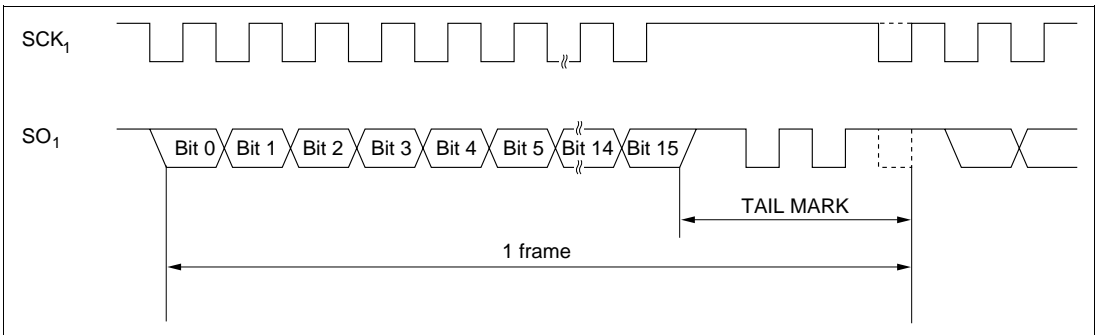 SCK1
SO1
Bit 0 Bit 1 Bit 2 Bit 3 Bit 4 Bit 5 Bit 14 Bit 15
TAIL MARK
1 frame